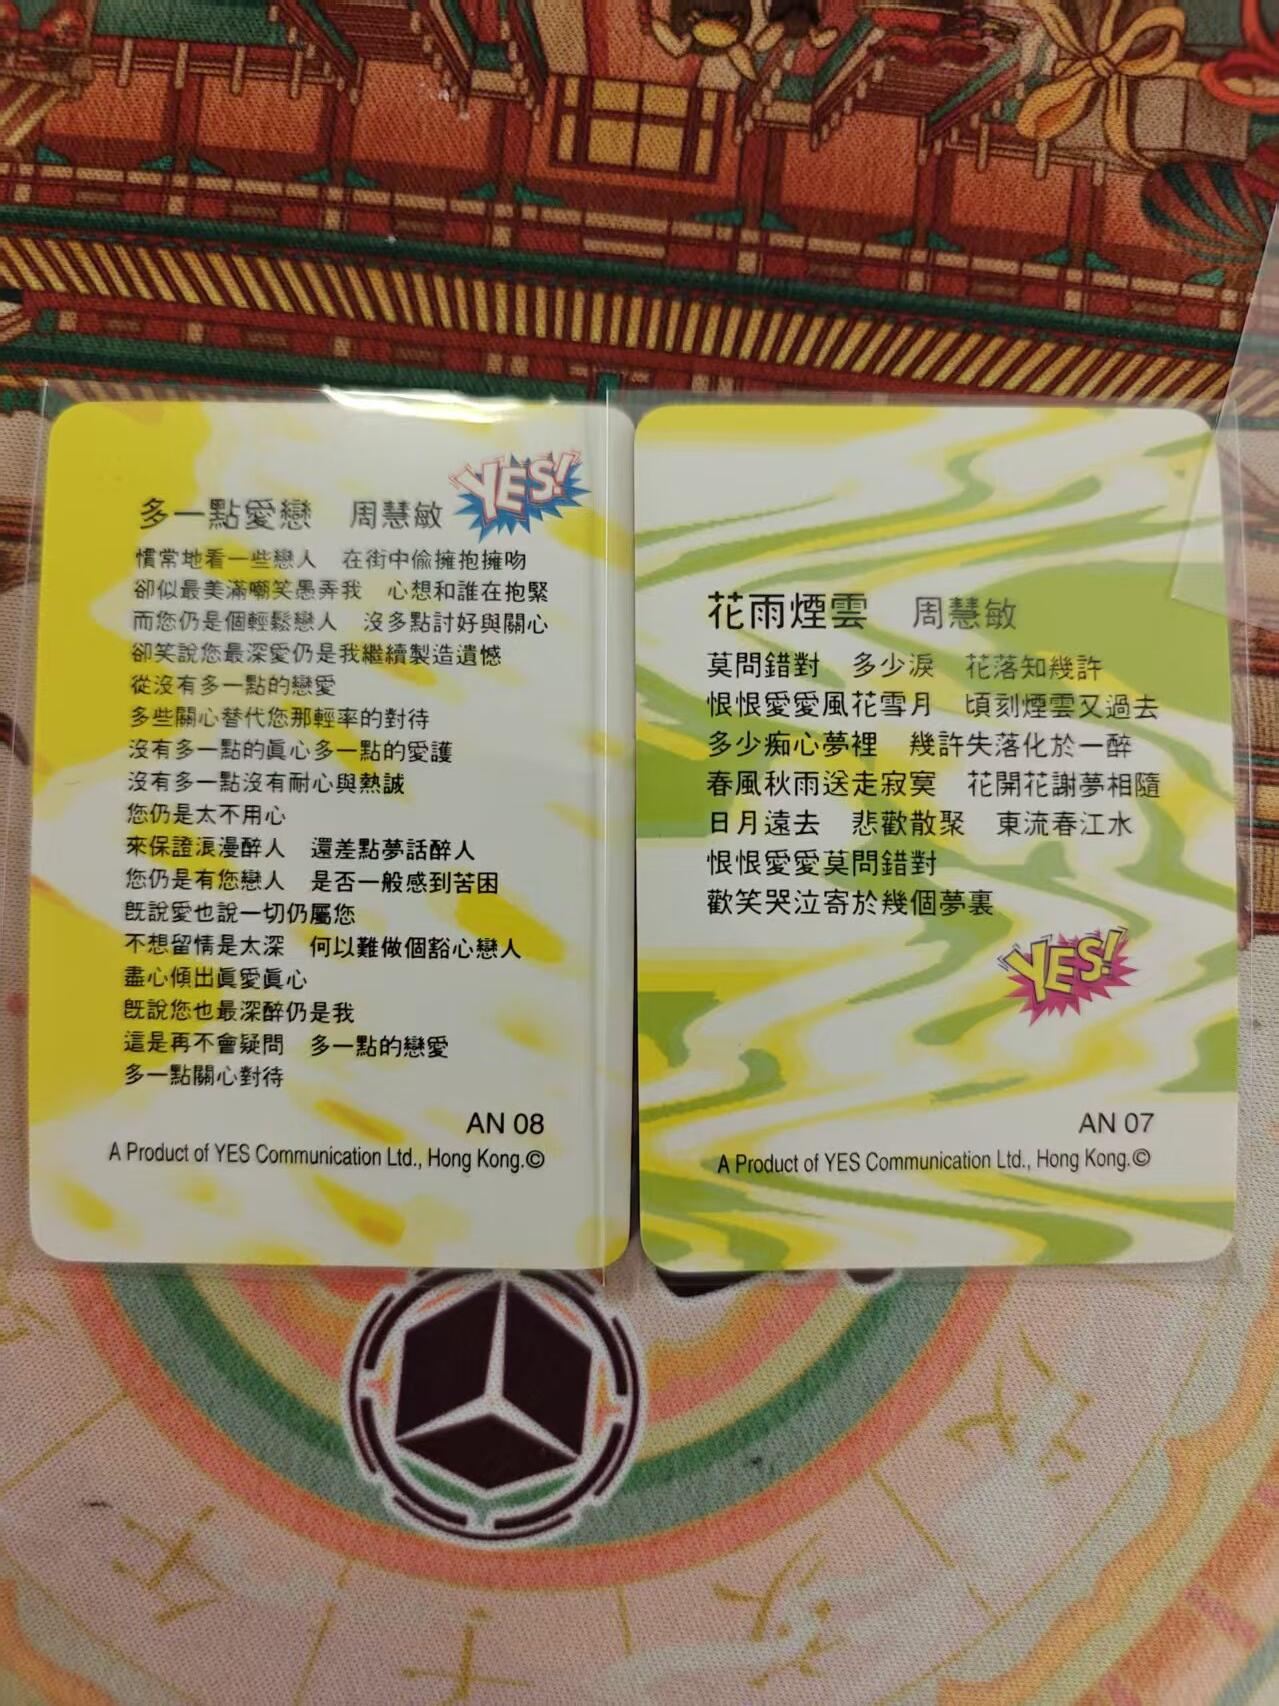 多一點愛戀　周慧敏
YES!
慣常地看一些戀人　在街中偷擁抱擁吻
卻似最美滿嘲笑愚弄我　心想和誰在抱緊
而您仍是個輕鬆戀人　沒多點討好與關心
卻笑說您最深愛仍是我繼續製造遺憾
從沒有多一點的戀愛
多些關心替代您那輕率的對待
沒有多一點的眞心多一點的愛護
沒有多一點沒有耐心與熱誠
您仍是太不用心
來保證浪漫醉人　還差點夢話醉人
您仍是有您戀人　是否一般感到苦困
旣說愛也說一切仍屬您
不想留情是太深　何以難做個豁心戀人
盡心傾出眞愛眞心
旣說您也最深醉仍是我
這是再不會疑問　多一點的戀愛
多一點關心對待
AN 08
A Product of YES Communication Ltd., Hong Kong.©
花雨煙雲　周慧敏
莫問錯對　多少淚　花落知幾許
恨恨愛愛風花雪月　頃刻煙雲又過去
多少痴心夢裡　幾許失落化於一醉
春風秋雨送走寂寞　花開花謝夢相隨
日月遠去　悲歡散聚　東流春江水
恨恨愛愛莫問錯對
歡笑哭泣寄於幾個夢裏
YES!
AN 07
A Product of YES Communication Ltd., Hong Kong.©